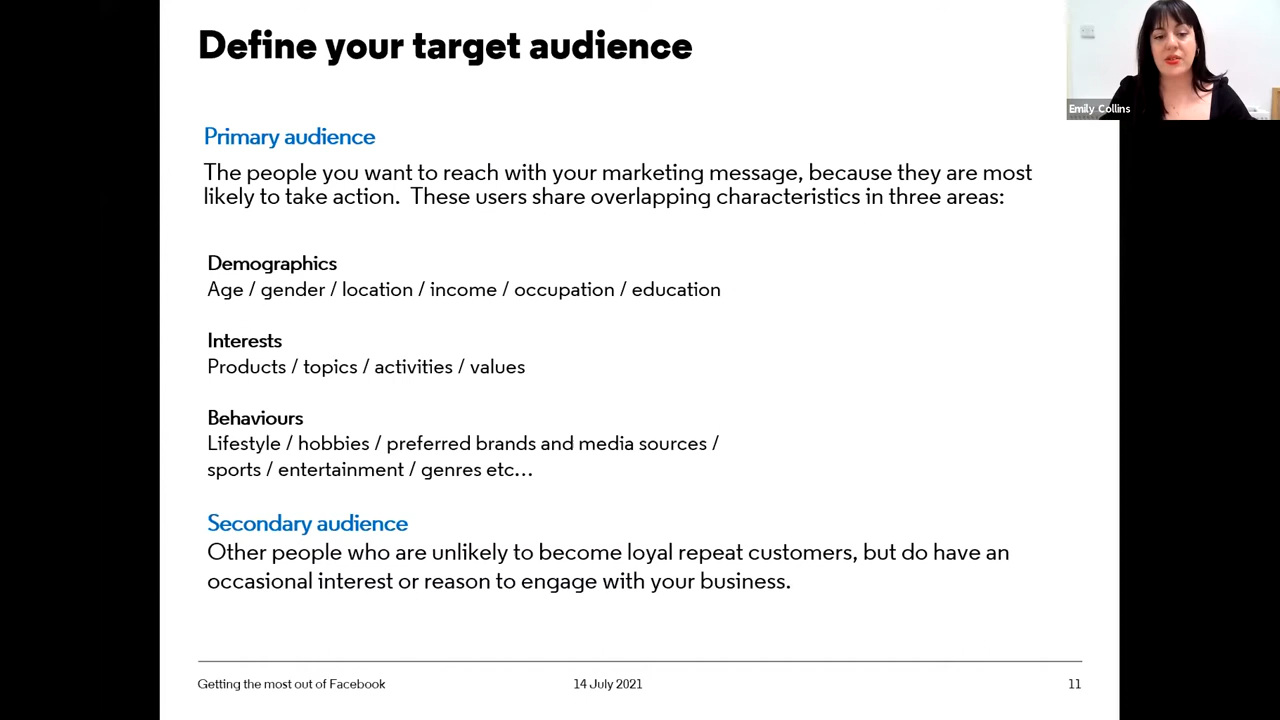 Define your target audience
Emily Collins
Primary audience
The people you want to reach with your marketing message, because they are most
likely to take action.  These users share overlapping characteristics in three areas:
Demographics
Age / gender / location / income / occupation / education
Interests
Products / topics / activities / values
Behaviours
Lifestyle / hobbies / preferred brands and media sources /
sports / entertainment / genres etc…
Secondary audience
Other people who are unlikely to become loyal repeat customers, but do have an
occasional interest or reason to engage with your business.
Getting the most out of Facebook
14 July 2021
11